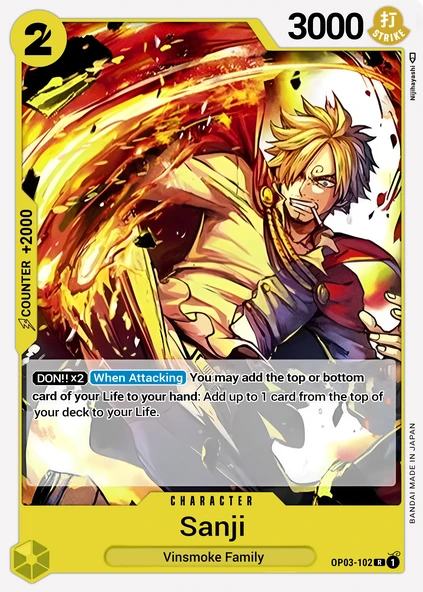 2
3000
打
STRIKE
Nijihayashi
COUNTER +2000
DON!! x2 When Attacking You may add the top or bottom
card of your Life to your hand: Add up to 1 card from the top of
your deck to your Life.
BANDAI MADE IN JAPAN
CHARACTER
Sanji
Vinsmoke Family
OP03-102 R 1